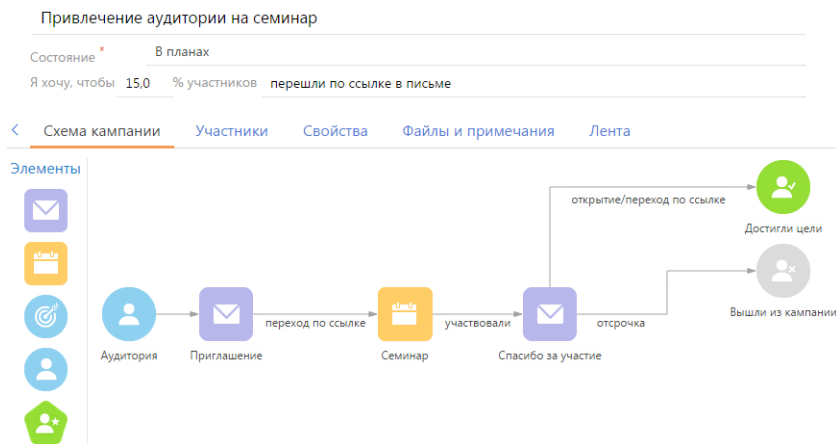 Привлечение аудитории на семинар
Состояние * В планах
Я хочу, чтобы 15,0 % участников перешли по ссылке в письме
Схема кампании Участники Свойства Файлы и примечания Лента
Элементы
открытие/переход по ссылке
Достигли цели
переход по ссылке участвовали отсрочка
Вышли из кампании
Аудитория Приглашение Семинар Спасибо за участие